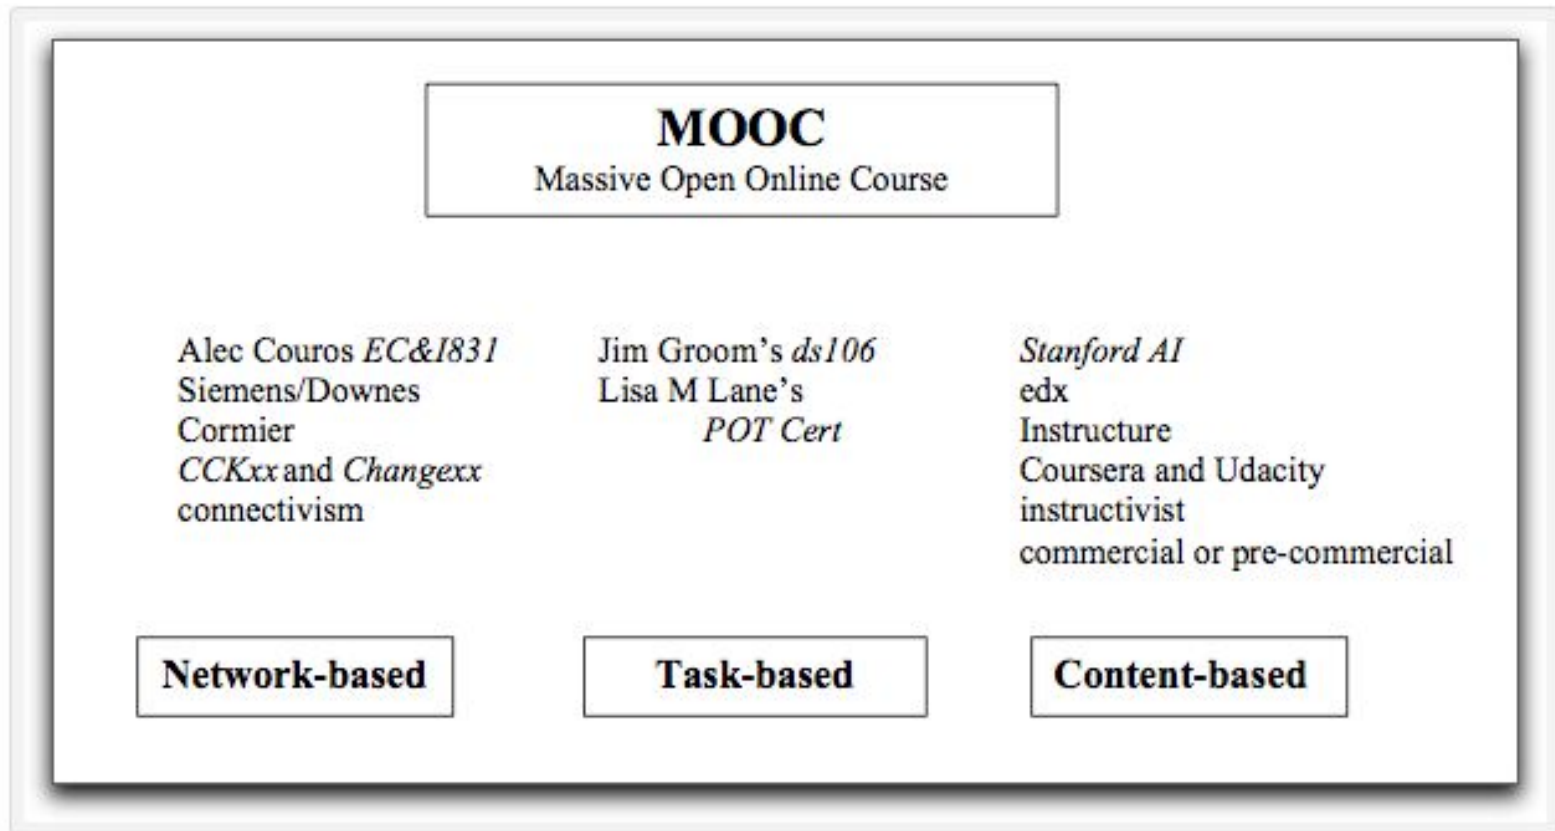 MOOC
Massive Open Online Course
Alec Couros EC&I831
Siemens/Downes
Cormier
CCKxx and Changexx
connectivism
Jim Groom’s ds106
Lisa M Lane’s
POT Cert
Stanford AI
edx
Instructure
Coursera and Udacity
instructivist
commercial or pre-commercial
Network-based
Task-based
Content-based